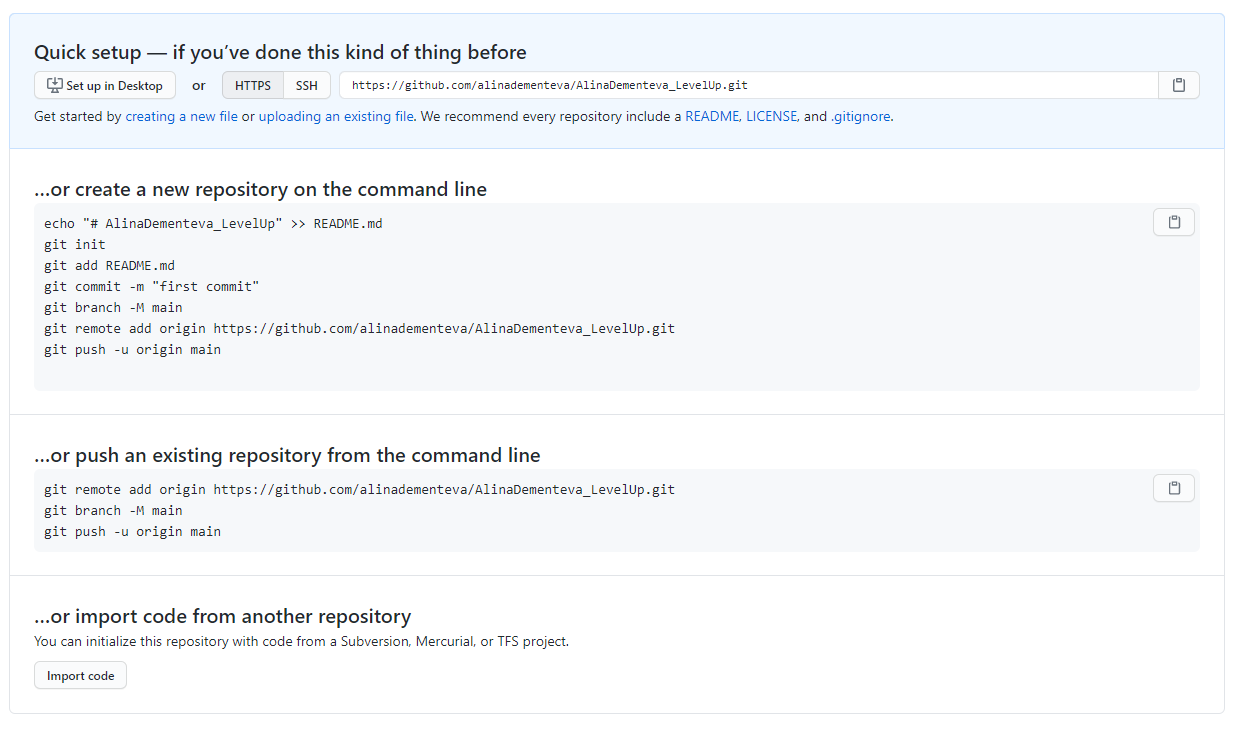 Quick setup — if you’ve done this kind of thing before
Set up in Desktop or HTTPS SSH https://github.com/alinadementeva/AlinaDementeva_LevelUp.git
Get started by creating a new file or uploading an existing file. We recommend every repository include a README, LICENSE, and .gitignore.
…or create a new repository on the command line
echo "# AlinaDementeva_LevelUp" >> README.md
git init
git add README.md
git commit -m "first commit"
git branch -M main
git remote add origin https://github.com/alinadementeva/AlinaDementeva_LevelUp.git
git push -u origin main
…or push an existing repository from the command line
git remote add origin https://github.com/alinadementeva/AlinaDementeva_LevelUp.git
git branch -M main
git push -u origin main
…or import code from another repository
You can initialize this repository with code from a Subversion, Mercurial, or TFS project.
Import code